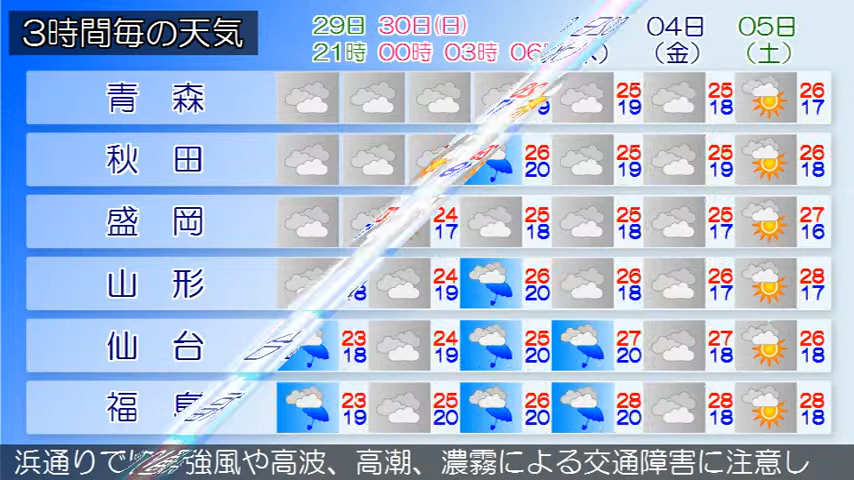 3時間毎の天気
29日 30日(日) 04日 05日
21時 00時 03時 (金) (土)
青森 25 25 26
19 18 17
秋田 26 25 25 26
20 19 19 18
盛岡 24 25 25 25 27
17 18 18 17 16
山形 24 26 26 26 28
19 20 18 17 17
仙台 23 24 25 27 27 26
18 19 20 20 18 18
福島 23 25 26 28 28 28
19 20 20 20 18 18
浜通りで 強風や高波、高潮、濃霧による交通障害に注意し